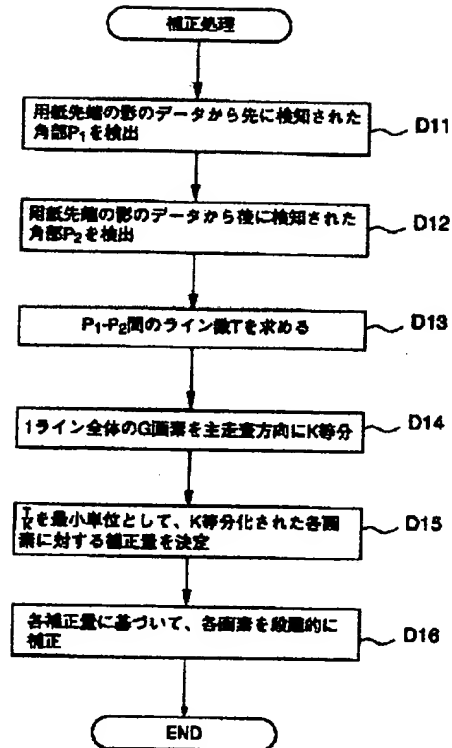 補正処理
用紙先端の影のデータから先に検知された
角部P₁を検出
D11
用紙先端の影のデータから後に検知された
角部P₂を検出
D12
P₁-P₂間のライン数Tを求める
D13
1ライン全体のG画素を主走査方向にK等分
D14
T/Kを最小単位として、K等分化された各画
素に対する補正量を決定
D15
各補正量に基づいて、各画素を段階的に
補正
D16
END